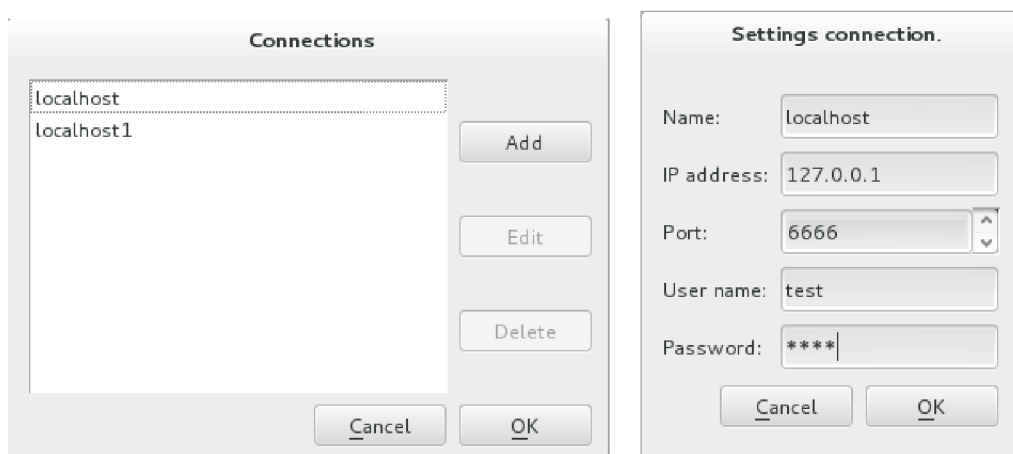 Connections
localhost
localhost1
Add
Edit
Delete
Cancel
OK
Settings connection.
Name: localhost
IP address: 127.0.0.1
Port: 6666
User name: test
Password: ****
Cancel
OK